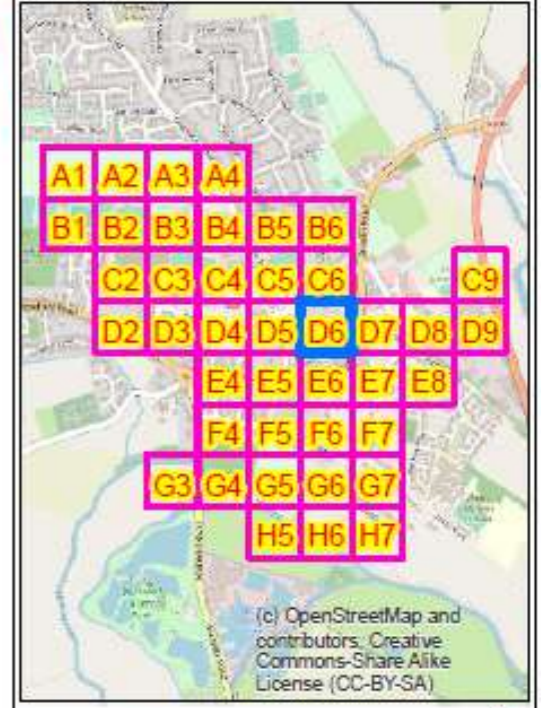 A1 A2 A3 A4
B1 B2 B3 B4 B5 B6
C2 C3 C4 C5 C6 C9
D2 D3 D4 D5 D6 D7 D8 D9
E4 E5 E6 E7 E8
F4 F5 F6 F7
G3 G4 G5 G6 G7
H5 H6 H7
(c) OpenStreetMap and
contributors, Creative
Commons-Share Alike
License (CC-BY-SA)